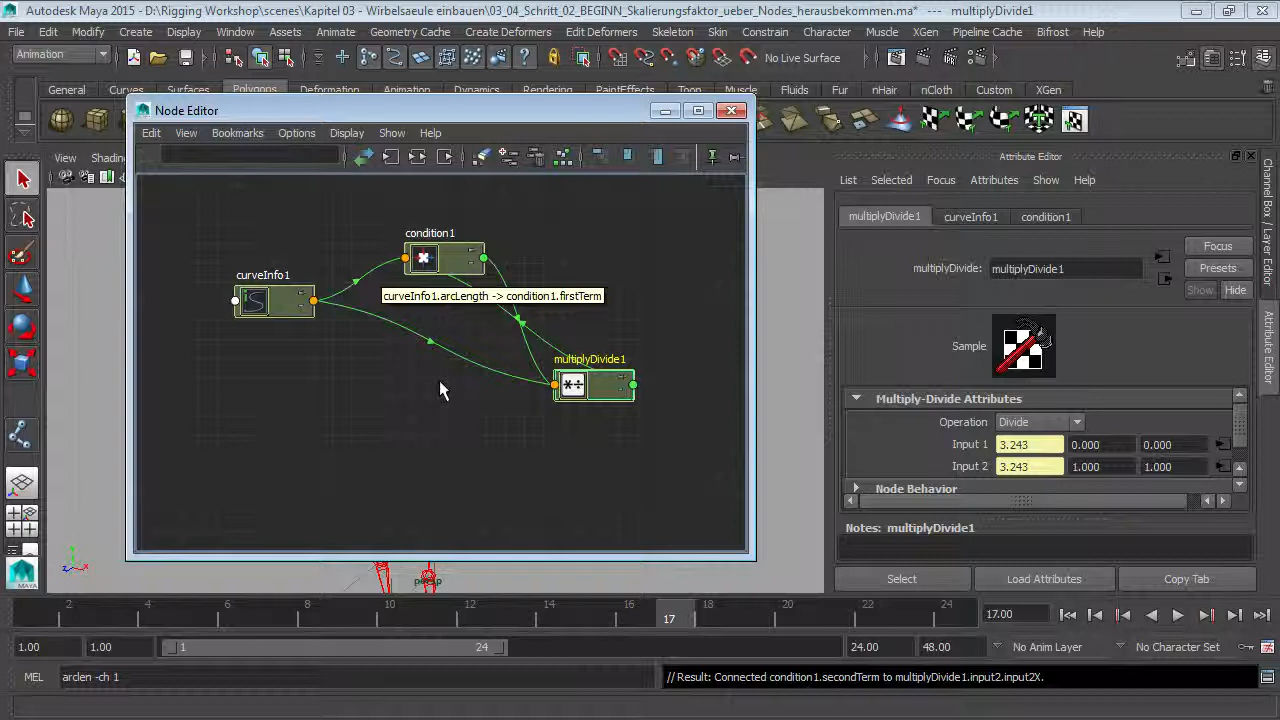 Autodesk Maya 2015 - D:\Rigging Workshop\scenes\Kapitel 03 - Wirbelsaeule einbauen\03_04_Schritt_02_BEGINN_Skalierungsfaktor_ueber_Nodes_herausbekommen.ma* --- multiplyDivide1
File Edit Modify Create Display Window Assets Animate Geometry Cache Create Deformers Edit Deformers Skeleton Skin Constrain Character Muscle XGen Pipeline Cache Bifrost Help
Animation No Live Surface
General Curves Surfaces Polygons Deformation Animation Dynamics Rendering PaintEffects Toon Muscle Fluids Fur nHair nCloth Custom XGen
Node Editor
Edit View Bookmarks Options Display Show Help
View Shading
condition1
curveInfo1
curveInfo1.arcLength -> condition1.firstTerm
multiplyDivide1
persp
Attribute Editor
List Selected Focus Attributes Show Help
multiplyDivide1 curveInfo1 condition1
multiplyDivide: multiplyDivide1
Focus
Presets
Show Hide
Sample
Multiply-Divide Attributes
Operation Divide
Input 1 3.243 0.000 0.000
Input 2 3.243 1.000 1.000
Node Behavior
Notes: multiplyDivide1
Select Load Attributes Copy Tab
Channel Box / Layer Editor
Attribute Editor
2 4 6 8 10 12 14 16 17 18 20 22 24 17.00
1.00 1.00 1 24 24.00 48.00 No Anim Layer No Character Set
MEL arden -ch 1 // Result: Connected condition1.secondTerm to multiplyDivide1.input2.input2X.
MAYA